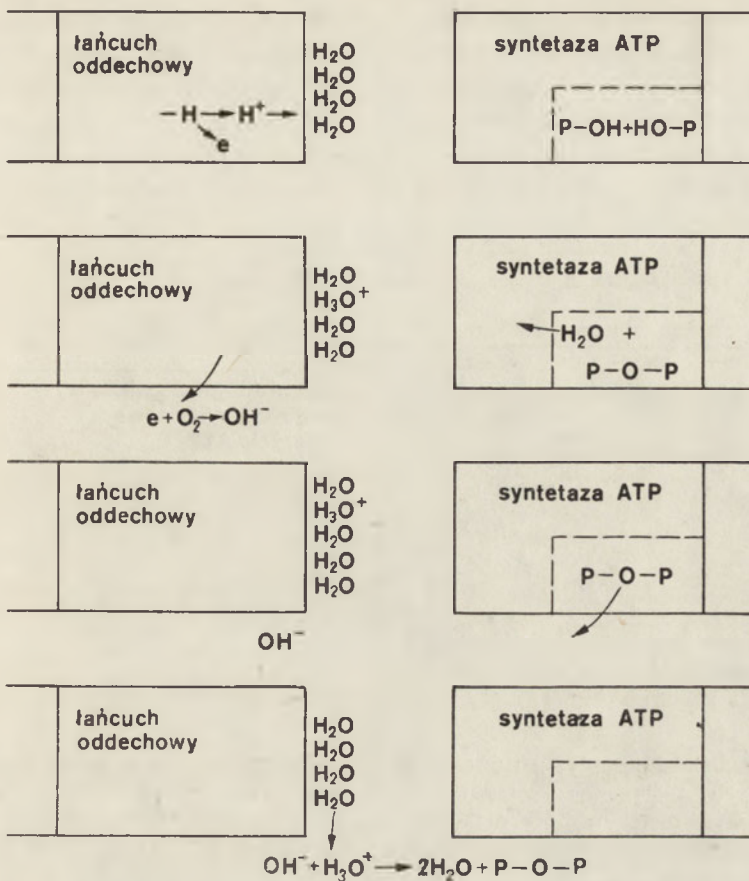 łańcuch
oddechowy
–H→H⁺→
e
H₂O
H₂O
H₂O
H₂O
syntetaza ATP
P–OH+HO–P
łańcuch
oddechowy
e+O₂→OH⁻
H₂O
H₃O⁺
H₂O
H₂O
syntetaza ATP
H₂O +
P–O–P
łańcuch
oddechowy
OH⁻
H₂O
H₃O⁺
H₂O
H₂O
H₂O
syntetaza ATP
P–O–P
łańcuch
oddechowy
H₂O
H₂O
H₂O
H₂O
syntetaza ATP
OH⁻+H₃O⁺→2H₂O+P–O–P